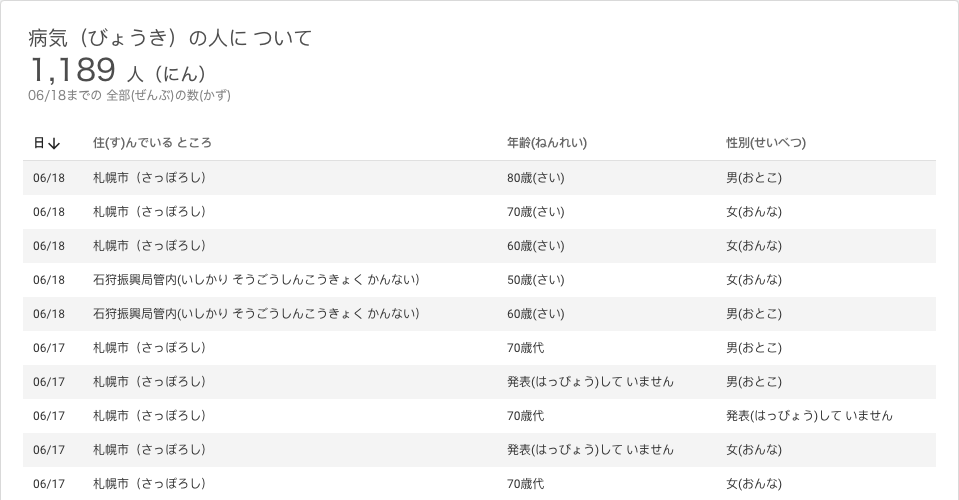 病気（びょうき）の人に ついて
1,189 人（にん）
06/18までの 全部(ぜんぶ)の数(かず)
日↓ 住(す)んでいる ところ 年齢(ねんれい) 性別(せいべつ)
06/18 札幌市（さっぽろし） 80歳(さい) 男(おとこ)
06/18 札幌市（さっぽろし） 70歳(さい) 女(おんな)
06/18 札幌市（さっぽろし） 60歳(さい) 女(おんな)
06/18 石狩振興局管内(いしかり そうごうしんこうきょく かんない） 50歳(さい) 女(おんな)
06/18 石狩振興局管内(いしかり そうごうしんこうきょく かんない） 60歳(さい) 男(おとこ)
06/17 札幌市（さっぽろし） 70歳代 男(おとこ)
06/17 札幌市（さっぽろし） 発表(はっぴょう)して いません 男(おとこ)
06/17 札幌市（さっぽろし） 70歳代 発表(はっぴょう)して いません
06/17 札幌市（さっぽろし） 発表(はっぴょう)して いません 女(おんな)
06/17 札幌市（さっぽろし） 70歳代 女(おんな)